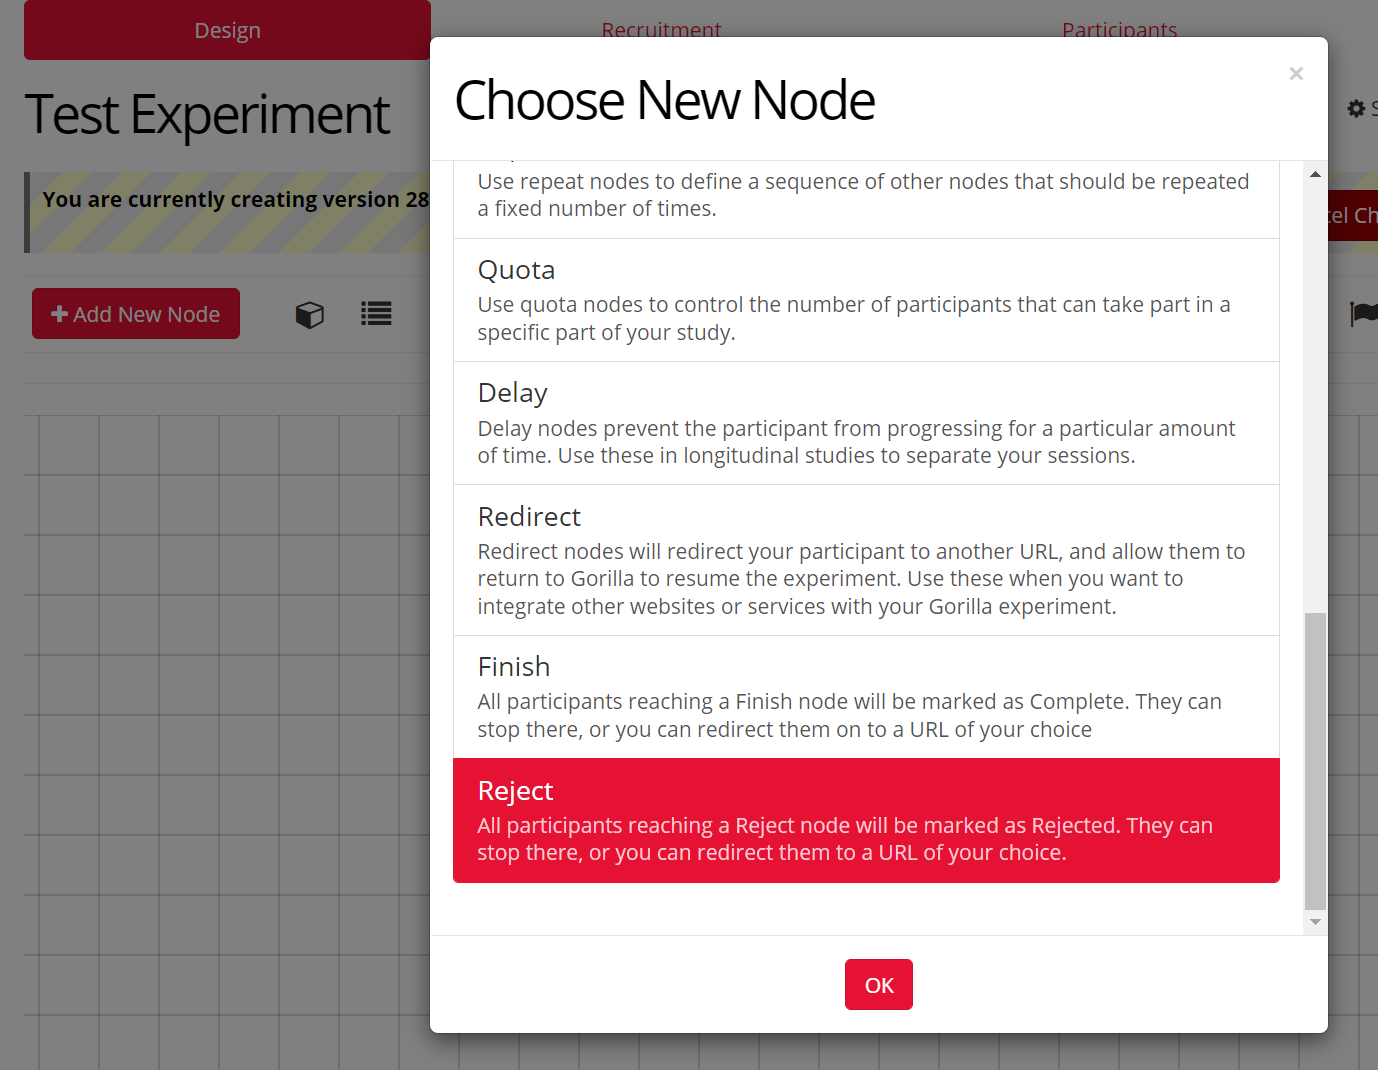 Design
Recruitment
Participants
Test Experiment
You are currently creating version 28
Add New Node
Choose New Node
×
Use repeat nodes to define a sequence of other nodes that should be repeated
a fixed number of times.
Quota
Use quota nodes to control the number of participants that can take part in a
specific part of your study.
Delay
Delay nodes prevent the participant from progressing for a particular amount
of time. Use these in longitudinal studies to separate your sessions.
Redirect
Redirect nodes will redirect your participant to another URL, and allow them to
return to Gorilla to resume the experiment. Use these when you want to
integrate other websites or services with your Gorilla experiment.
Finish
All participants reaching a Finish node will be marked as Complete. They can
stop there, or you can redirect them on to a URL of your choice
Reject
All participants reaching a Reject node will be marked as Rejected. They can
stop there, or you can redirect them to a URL of your choice.
OK